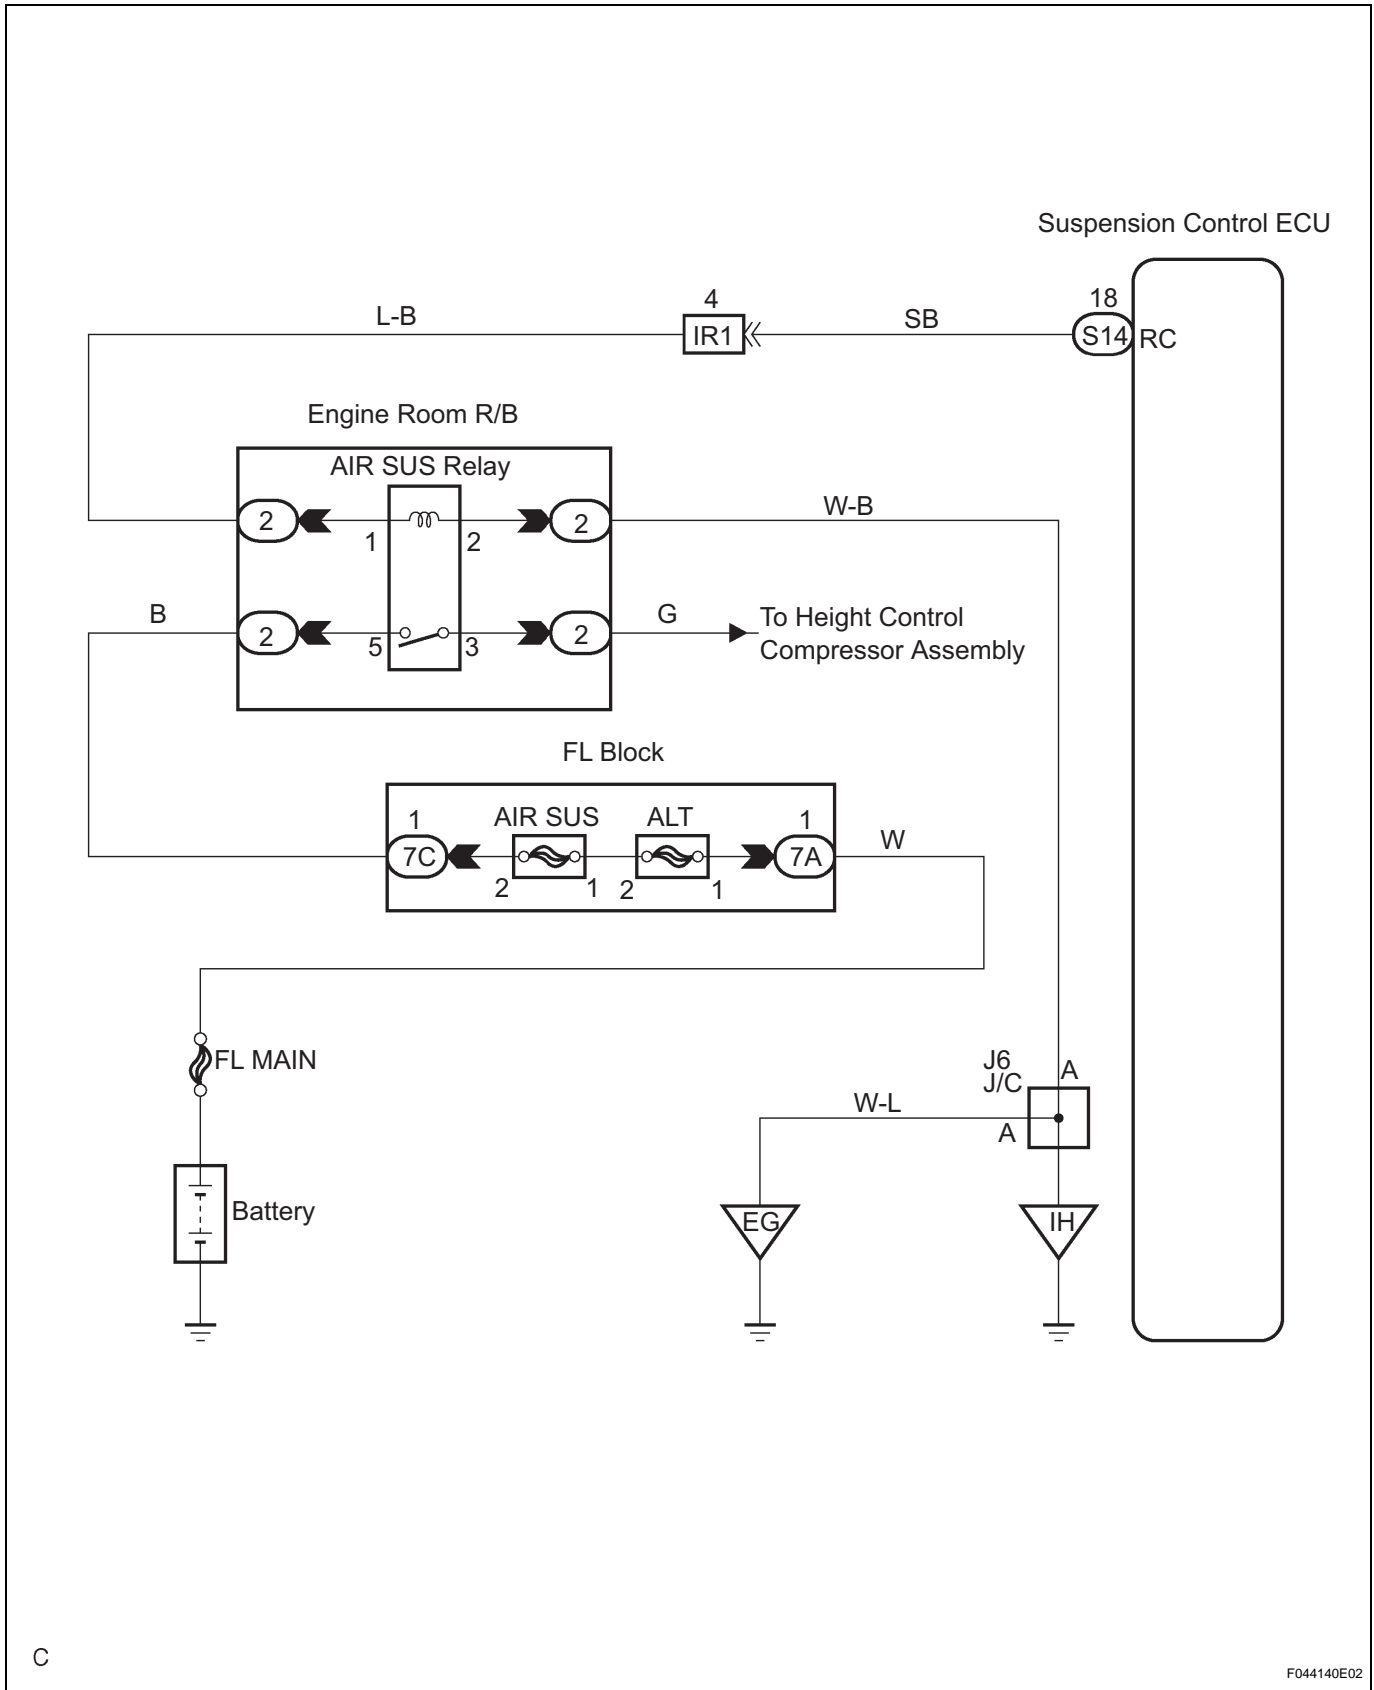 Suspension Control ECU
4
18
L-B
SB
IR1
S14
RC
Engine Room R/B
AIR SUS Relay
W-B
2
2
1
2
B
G
To Height Control
Compressor Assembly
2
2
5
3
FL Block
1
AIR SUS
ALT
1
W
7C
7A
2
1
2
1
FL MAIN
J6
J/C
A
W-L
A
Battery
EG
IH
C
F044140E02